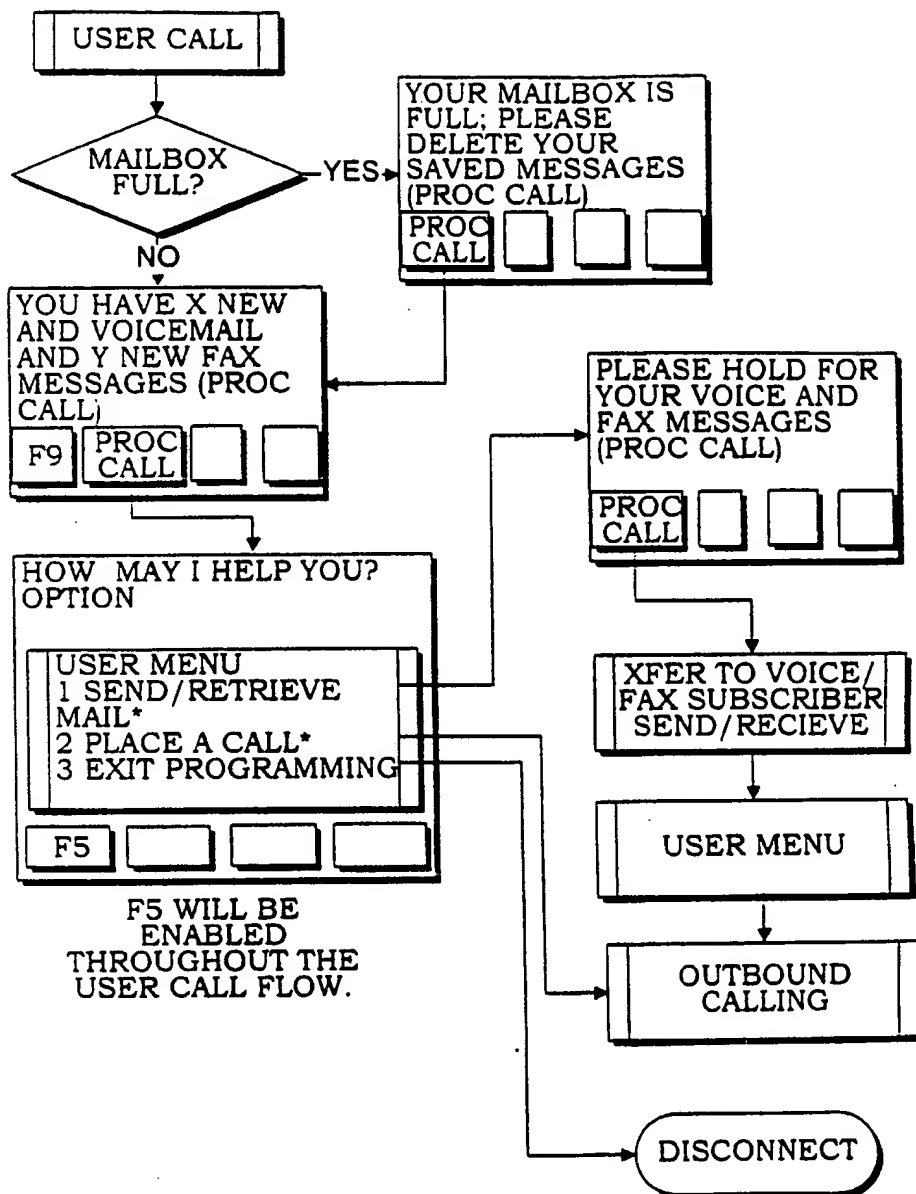 USER CALL
MAILBOX
FULL?
YES
NO
YOUR MAILBOX IS
FULL; PLEASE
DELETE YOUR
SAVED MESSAGES
(PROC CALL)
PROC
CALL
YOU HAVE X NEW
AND VOICEMAIL
AND Y NEW FAX
MESSAGES (PROC
CALL)
F9
PROC
CALL
HOW MAY I HELP YOU?
OPTION
USER MENU
1 SEND/RETRIEVE
MAIL*
2 PLACE A CALL*
3 EXIT PROGRAMMING
F5
F5 WILL BE
ENABLED
THROUGHOUT THE
USER CALL FLOW.
PLEASE HOLD FOR
YOUR VOICE AND
FAX MESSAGES
(PROC CALL)
PROC
CALL
XFER TO VOICE/
FAX SUBSCRIBER
SEND/RECIEVE
USER MENU
OUTBOUND
CALLING
DISCONNECT